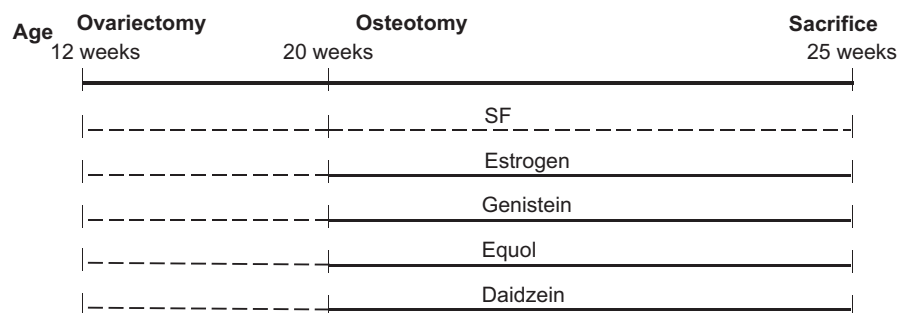 Age Ovariectomy Osteotomy Sacrifice
12 weeks 20 weeks 25 weeks
SF
Estrogen
Genistein
Equol
Daidzein